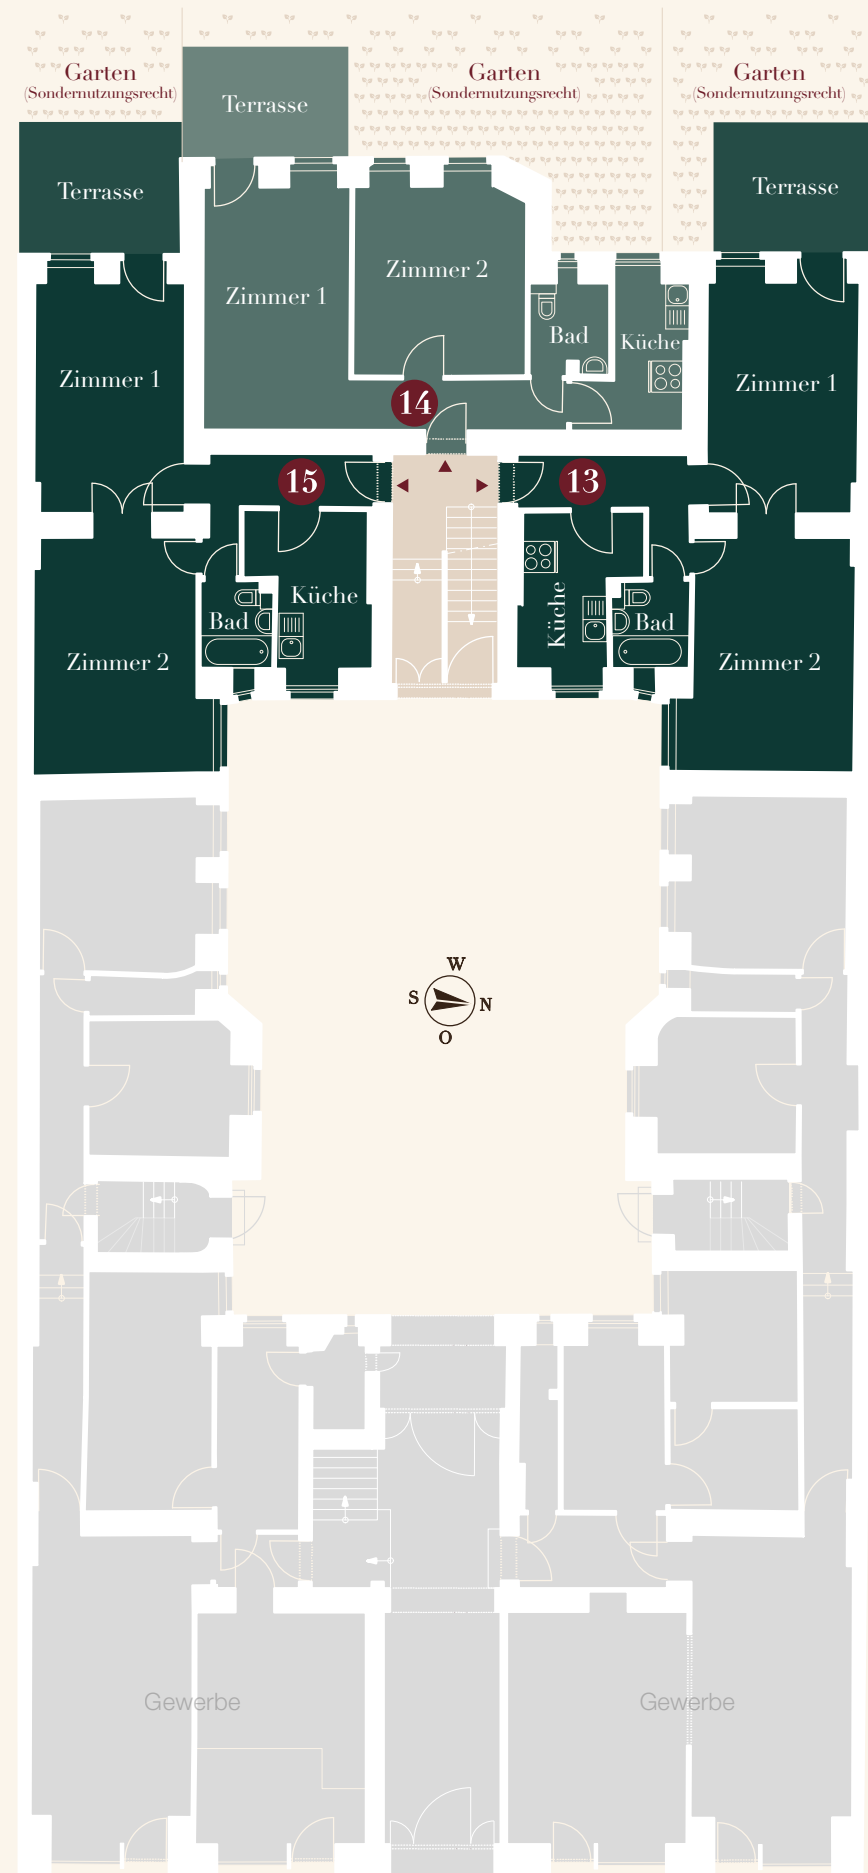 Garten
(Sondernutzungsrecht)
Garten
(Sondernutzungsrecht)
Garten
(Sondernutzungsrecht)
Terrasse
Terrasse
Terrasse
Zimmer 1
Zimmer 2
Bad
Küche
Zimmer 1
Zimmer 1
14
15
13
Küche
Bad
Küche
Bad
Zimmer 2
Zimmer 2
W
S
N
O
Gewerbe
Gewerbe